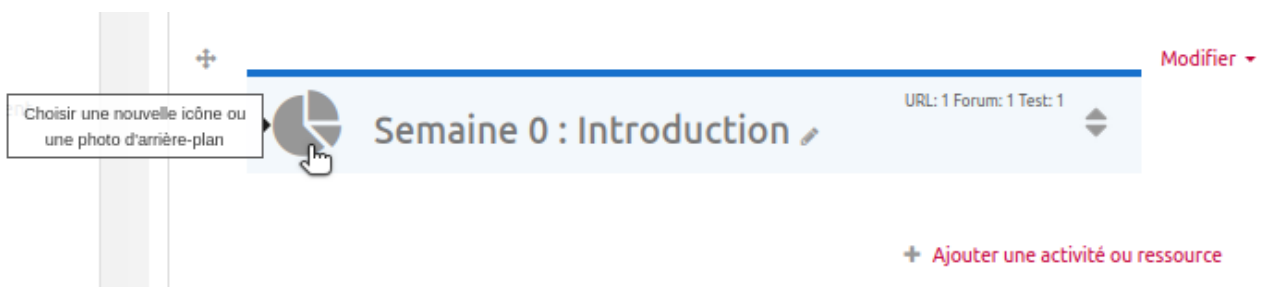 Modifier
Choisir une nouvelle icône ou
une photo d'arrière-plan
URL: 1 Forum: 1 Test: 1
Semaine 0 : Introduction
+ Ajouter une activité ou ressource